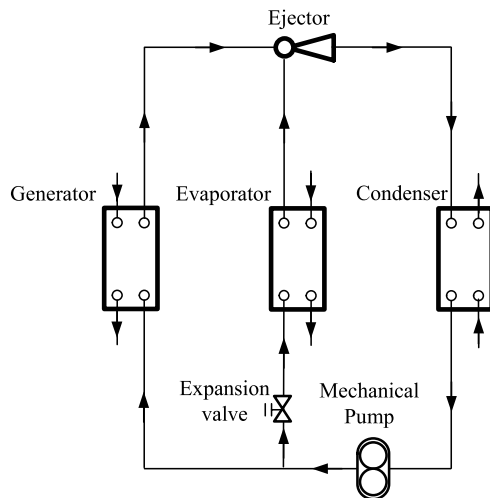 Ejector
Generator
Evaporator
Condenser
Expansion
valve
Mechanical
Pump